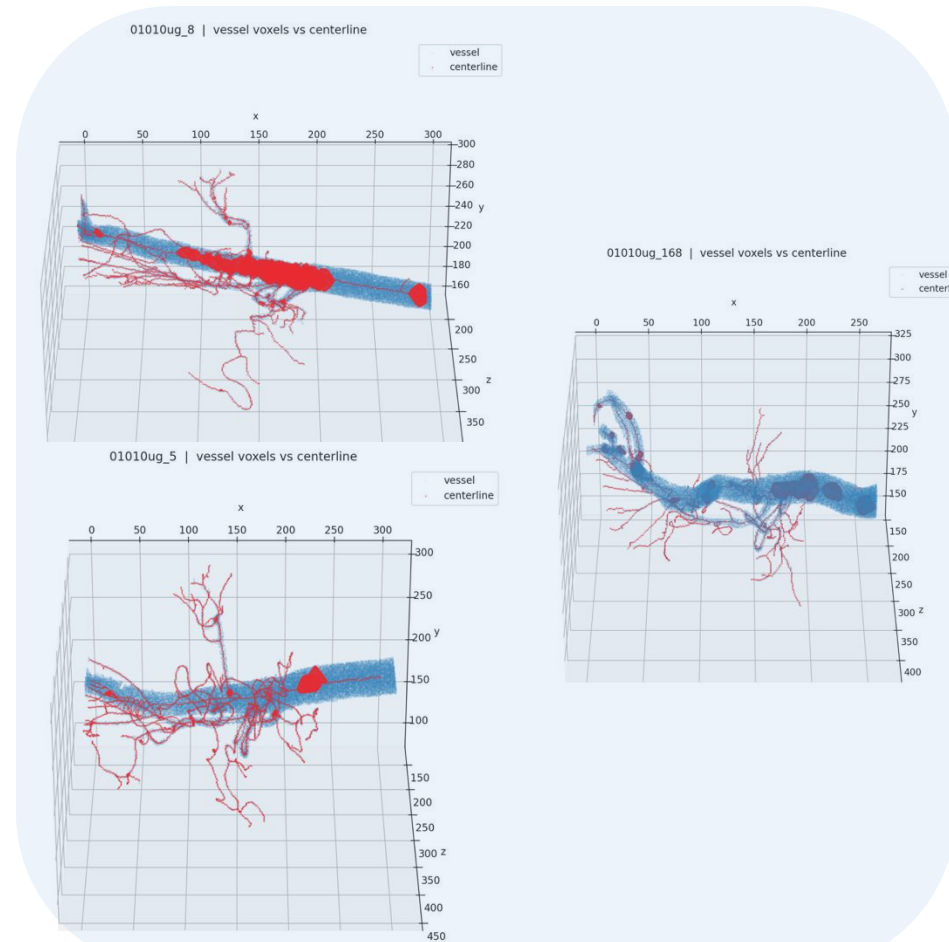 01010ug_8 | vessel voxels vs centerline
vessel
centerline
x
0 50 100 150 200 250 300
300
280
260
240
y
220
200
180
160
200
250
z
300
350
01010ug_168 | vessel voxels vs centerline
vessel
centerl
x
0 50 100 150 200 250
325
300
275
250
y
225
200
175
150
150
200
250
z
300
350
400
01010ug_5 | vessel voxels vs centerline
vessel
centerline
x
0 50 100 150 200 250 300
300
250
y
200
150
100
150
200
250
300 z
350
400
450